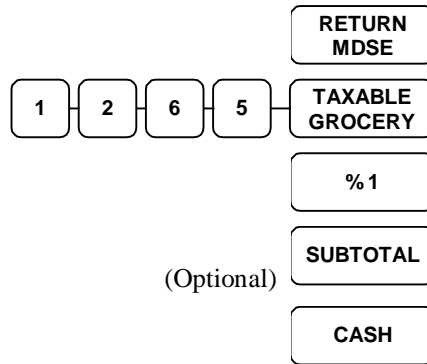 RETURN
MDSE
1 2 6 5 TAXABLE
GROCERY
%1
SUBTOTAL
(Optional)
CASH